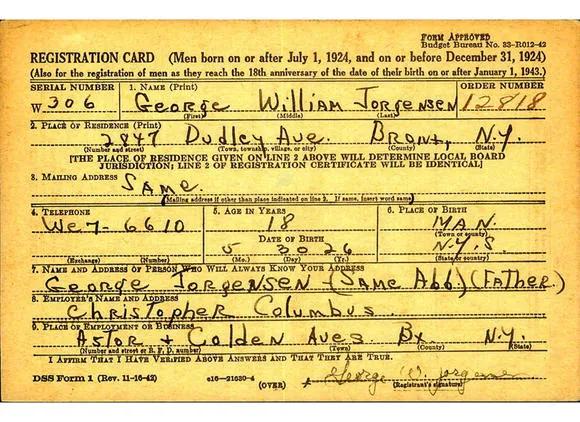 FORM APPROVED
Budget Bureau No. 33-R012-42
REGISTRATION CARD (Men born on or after July 1, 1924, and on or before December 31, 1924)
(Also for the registration of men as they reach the 18th anniversary of the date of their birth on or after January 1, 1943.)
SERIAL NUMBER 1. NAME (Print) ORDER NUMBER
W 306 George William Jorgensen 12818
(First) (Middle) (Last)
2. PLACE OF RESIDENCE (Print)
2847 Dudley Ave. Bronx, N.Y.
(Number and street) (Town, township, village, or city) (County) (State)
[THE PLACE OF RESIDENCE GIVEN ON LINE 2 ABOVE WILL DETERMINE LOCAL BOARD
JURISDICTION; LINE 2 OF REGISTRATION CERTIFICATE WILL BE IDENTICAL]
3. MAILING ADDRESS
Same.
[Mailing address if other than place indicated on line 2. If same, insert word same]
4. TELEPHONE 5. AGE IN YEARS 6. PLACE OF BIRTH
We 7-6610 18 MAN.
DATE OF BIRTH (Town or county)
5 30 26 N.Y.S.
(Exchange) (Number) (Mo.) (Day) (Yr.) (State or country)
7. NAME AND ADDRESS OF PERSON WHO WILL ALWAYS KNOW YOUR ADDRESS
George Jorgensen (Same Add.) (Father.)
8. EMPLOYER'S NAME AND ADDRESS
Christopher Columbus.
9. PLACE OF EMPLOYMENT OR BUSINESS
Astor + Colden Aves. Bx. N.Y.
(Number and street or R. F. D. number) (Town) (County) (State)
I AFFIRM THAT I HAVE VERIFIED ABOVE ANSWERS AND THAT THEY ARE TRUE.
DSS Form 1 (Rev. 11-16-42) c16-21630-4 (OVER) George W. Jorgensen
(Registrant's signature)